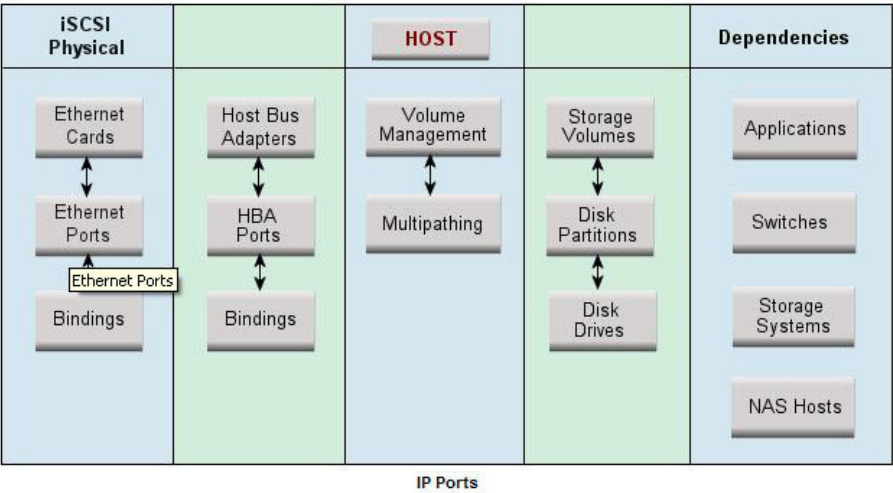 iSCSI
Physical
HOST
Dependencies
Ethernet
Cards
Ethernet
Ports
Ethernet Ports
Bindings
Host Bus
Adapters
HBA
Ports
Bindings
Volume
Management
Multipathing
Storage
Volumes
Disk
Partitions
Disk
Drives
Applications
Switches
Storage
Systems
NAS Hosts
IP Ports